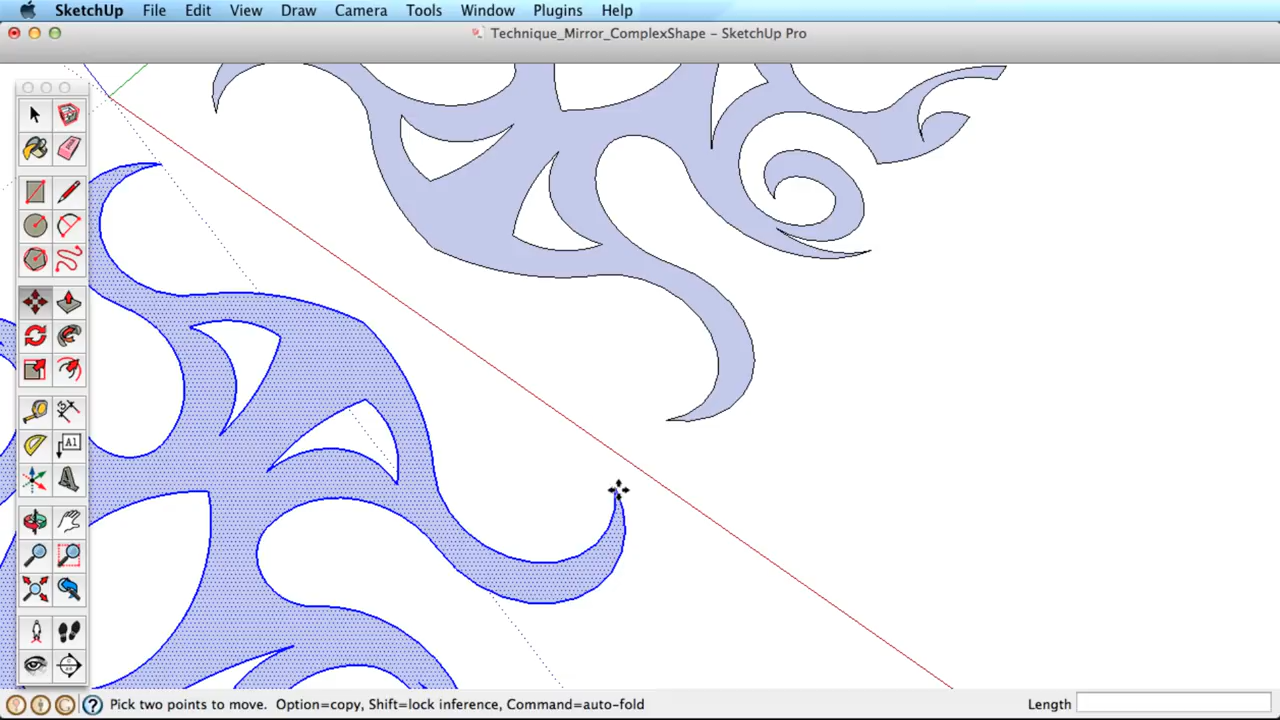 SketchUp File Edit View Draw Camera Tools Window Plugins Help
Technique_Mirror_ComplexShape – SketchUp Pro
A1
Pick two points to move. Option=copy, Shift=lock inference, Command=auto-fold
Length